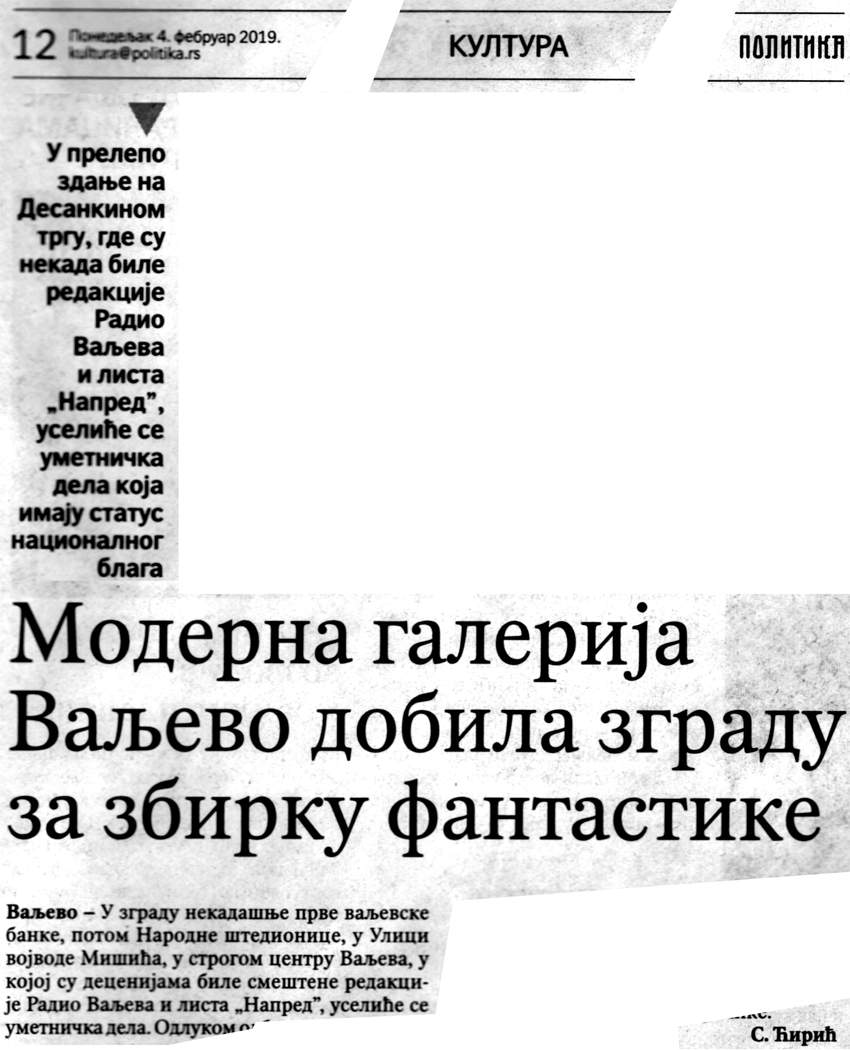 12
Понедељак 4. фебруар 2019.
kultura@politika.rs
КУЛТУРА
ПОЛИТИКА
У прелепо
здање на
Десанкином
тргу, где су
некада биле
редакције
Радио
Ваљева
и листа
„Напред”,
уселиће се
уметничка
дела која
имају статус
националног
блага
Модерна галерија
Ваљево добила зграду
за збирку фантастике
Ваљево – У зграду некадашње прве ваљевске
банке, потом Народне штедионице, у Улици
војводе Мишића, у строгом центру Ваљева, у
којој су деценијама биле смештене редакци-
је Радио Ваљева и листа „Напред”, уселиће се
уметничка дела. Одлуком
С. Ћирић